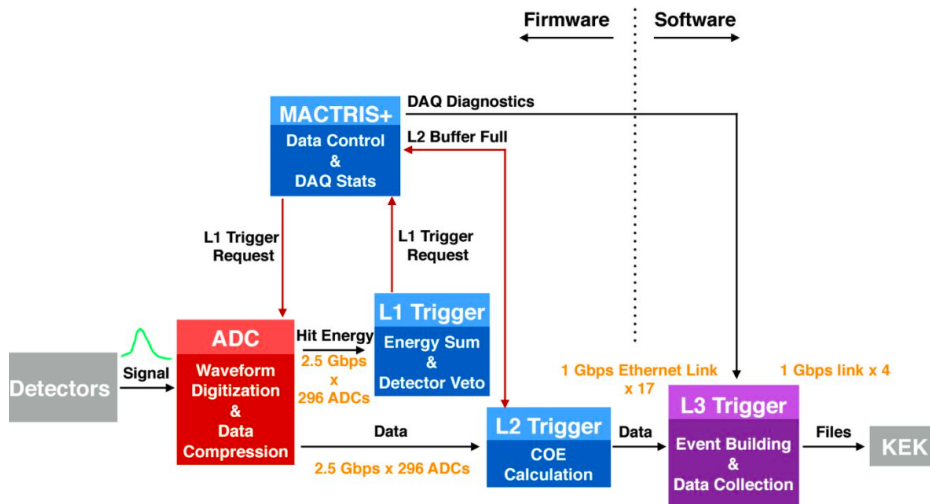 Firmware
Software
MACTRIS+
Data Control
&
DAQ Stats
DAQ Diagnostics
L2 Buffer Full
L1 Trigger
Request
L1 Trigger
Request
Detectors
Signal
ADC
Waveform
Digitization
&
Data
Compression
Hit Energy
2.5 Gbps
x
296 ADCs
L1 Trigger
Energy Sum
&
Detector Veto
Data
2.5 Gbps x 296 ADCs
L2 Trigger
COE
Calculation
1 Gbps Ethernet Link
x 17
Data
L3 Trigger
Event Building
&
Data Collection
1 Gbps link x 4
Files
KEK